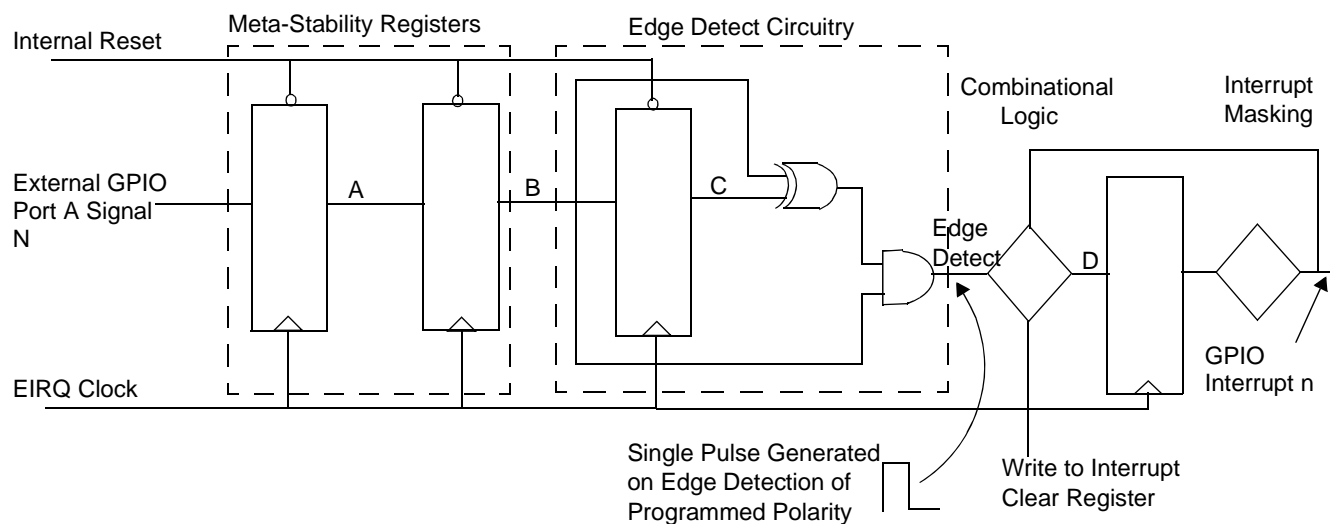 Meta-Stability Registers
Edge Detect Circuitry
Internal Reset
Combinational
Logic
Interrupt
Masking
External GPIO
Port A Signal
N
A
B
C
Edge
Detect
D
GPIO
Interrupt n
EIRQ Clock
Single Pulse Generated
on Edge Detection of
Programmed Polarity
Write to Interrupt
Clear Register